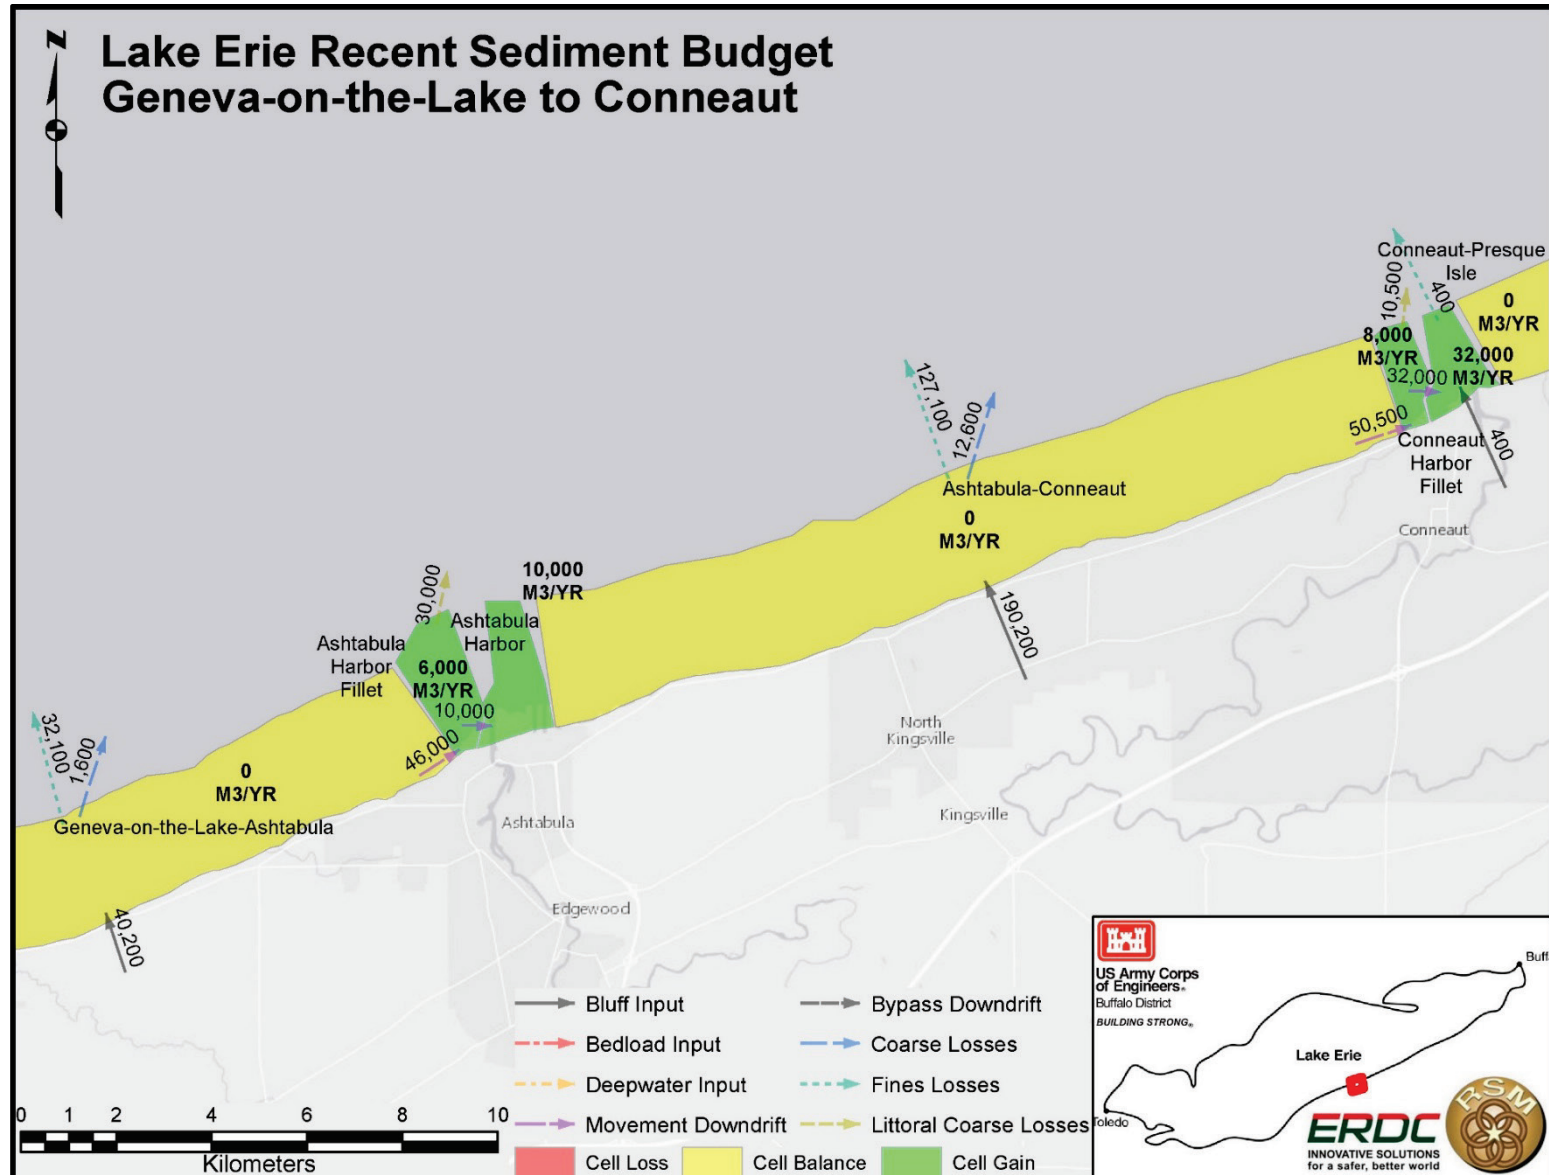 N
Lake Erie Recent Sediment Budget
Geneva-on-the-Lake to Conneaut
Conneaut-Presque
Isle
0
M3/YR
10,500
400
8,000
M3/YR
32,000
M3/YR
32,000
50,500
Conneaut
Harbor
Fillet
400
Conneaut
127,100
12,600
Ashtabula-Conneaut
0
M3/YR
190,200
10,000
M3/YR
30,000
Ashtabula
Harbor
Ashtabula
Harbor
Fillet
6,000
M3/YR
10,000
46,000
32,100
1,600
0
M3/YR
Geneva-on-the-Lake-Ashtabula
40,200
North
Kingsville
Kingsville
Ashtabula
Edgewood
Bluff Input
Bedload Input
Deepwater Input
Movement Downdrift
Bypass Downdrift
Coarse Losses
Fines Losses
Littoral Coarse Losses
Cell Loss
Cell Balance
Cell Gain
0 1 2 4 6 8 10
Kilometers
US Army Corps
of Engineers®
Buffalo District
BUILDING STRONG®
Buff
Lake Erie
Toledo
ERDC
INNOVATIVE SOLUTIONS
for a safer, better world
RSM